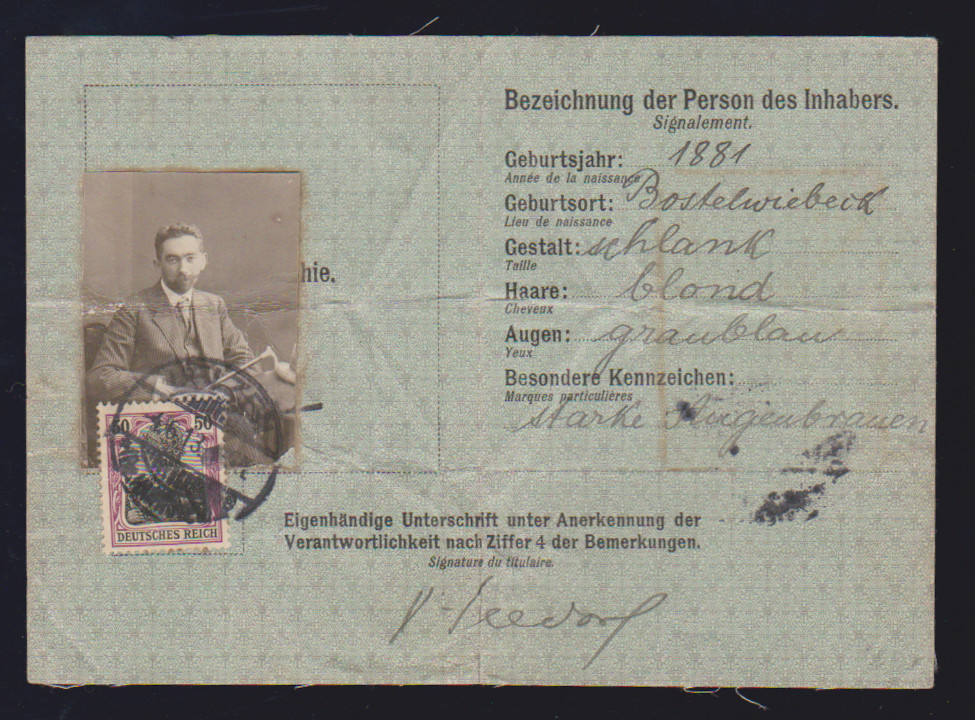 Bezeichnung der Person des Inhabers.
Signalement.
Geburtsjahr: 1881
Année de la naissance
Geburtsort: Bostelwiebeck
Lieu de naissance
Gestalt: schlank
Taille
Haare: blond
Cheveux
Augen: graublau
Yeux
Besondere Kennzeichen:
Marques particulières
starke Augenbrauen
hie.
50 50
DEUTSCHES REICH
Eigenhändige Unterschrift unter Anerkennung der
Verantwortlichkeit nach Ziffer 4 der Bemerkungen.
Signature du titulaire.
Seedorf